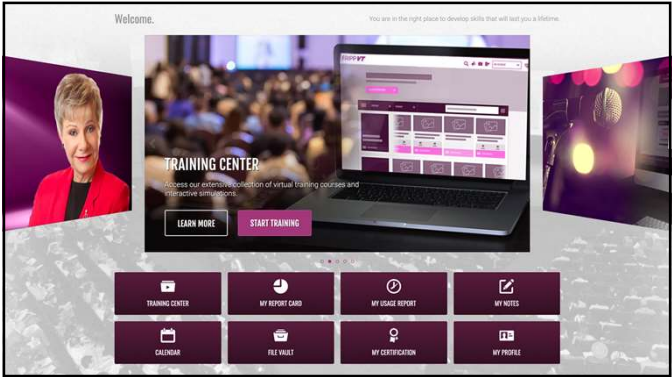 Welcome.
You are in the right place to develop skills that will last you a lifetime.
FRIPPVT
TRAINING CENTER
Access our extensive collection of virtual training courses and
interactive simulations.
LEARN MORE
START TRAINING
TRAINING CENTER
MY REPORT CARD
MY USAGE REPORT
MY NOTES
CALENDAR
FILE VAULT
MY CERTIFICATION
MY PROFILE